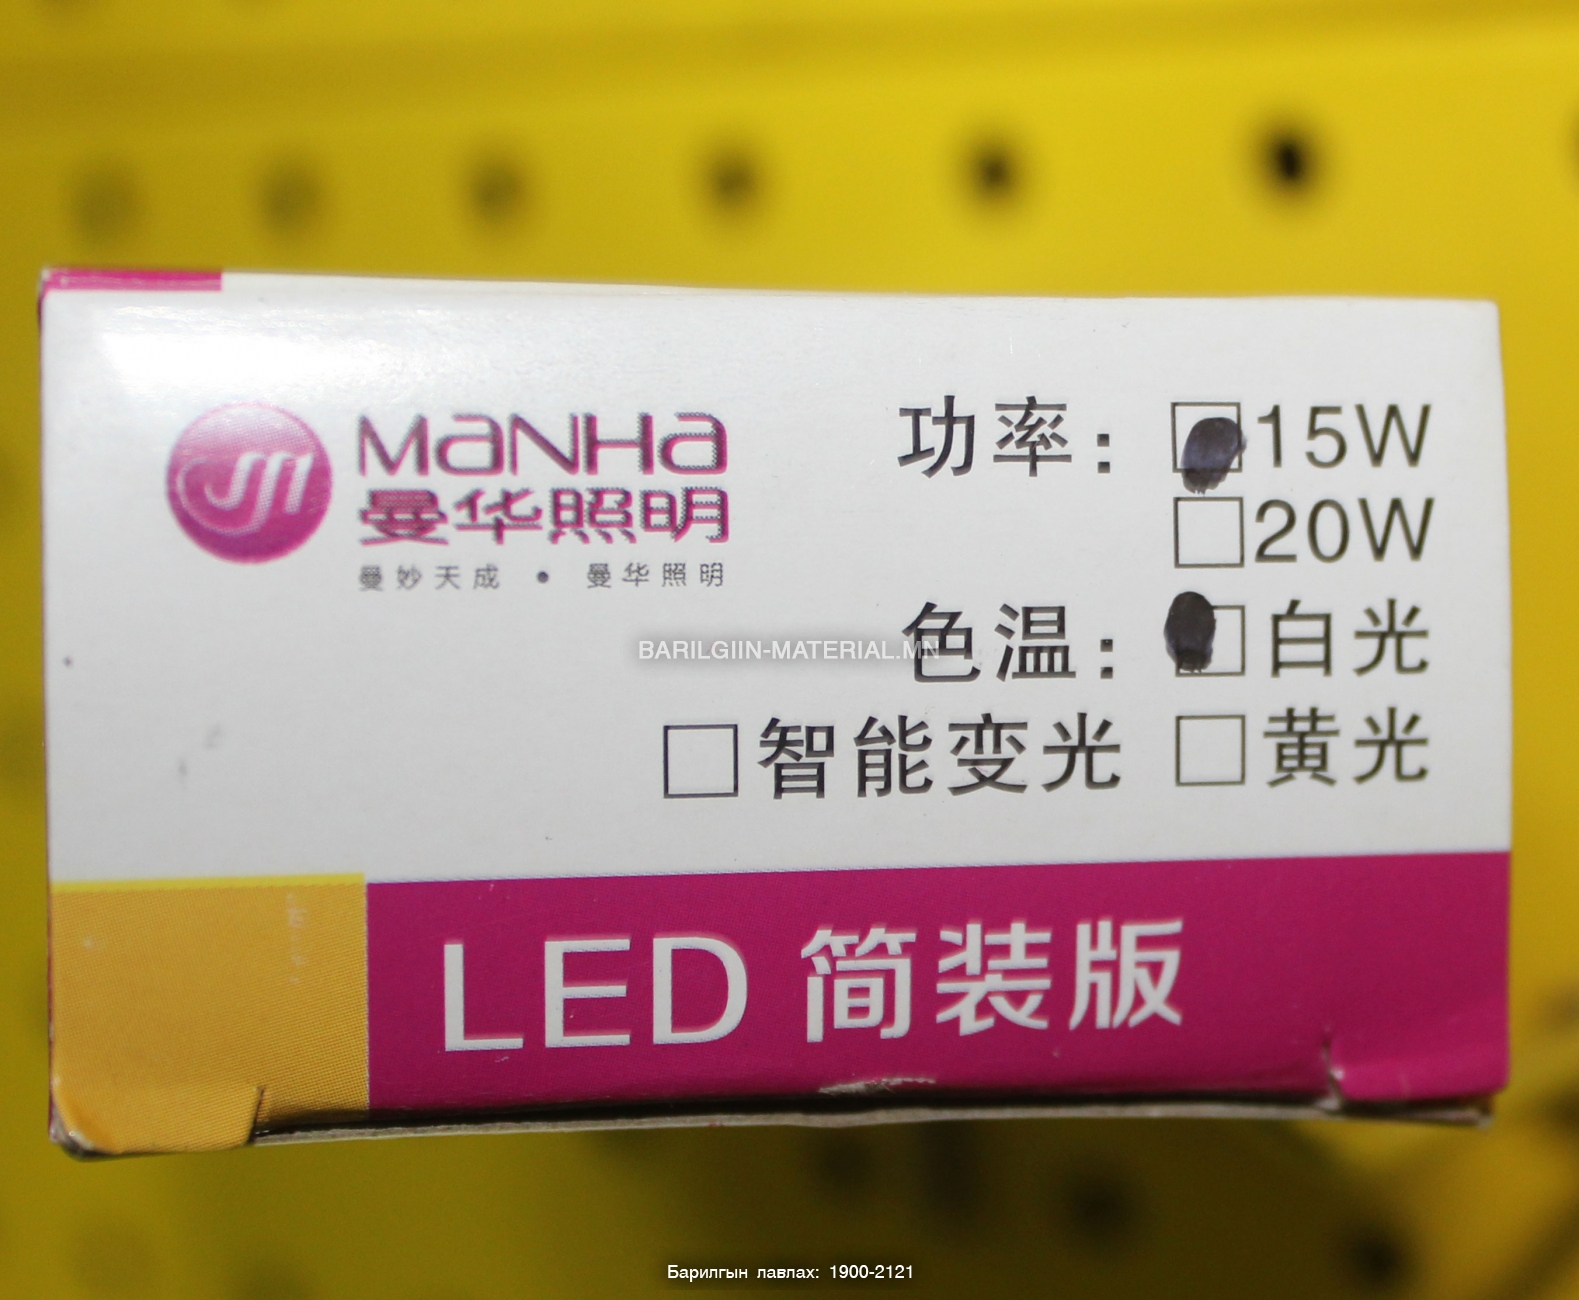 MANHA
曼华照明
曼妙天成 • 曼华照明
功率: 15W
20W
色温: 白光
智能变光 黄光
LED 简装版
BARILGIIN-MATERIAL.MN
Барилгын лавлах: 1900-2121